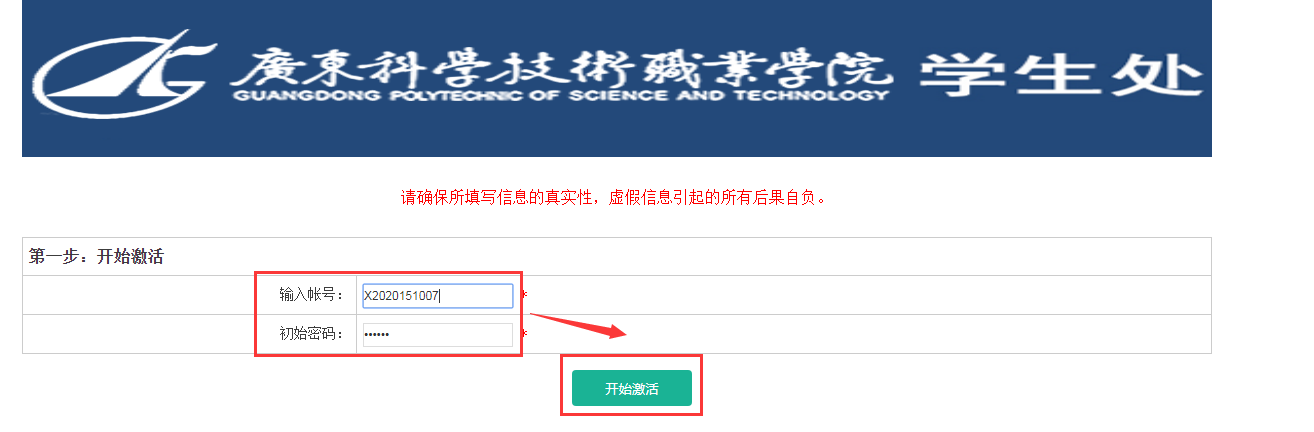 廣東科學技術職業學院 学生处
GUANGDONG POLYTECHNIC OF SCIENCE AND TECHNOLOGY
请确保所填写信息的真实性，虚假信息引起的所有后果自负。
第一步：开始激活
输入帐号： X2020151007 *
初始密码： •••••• *
开始激活